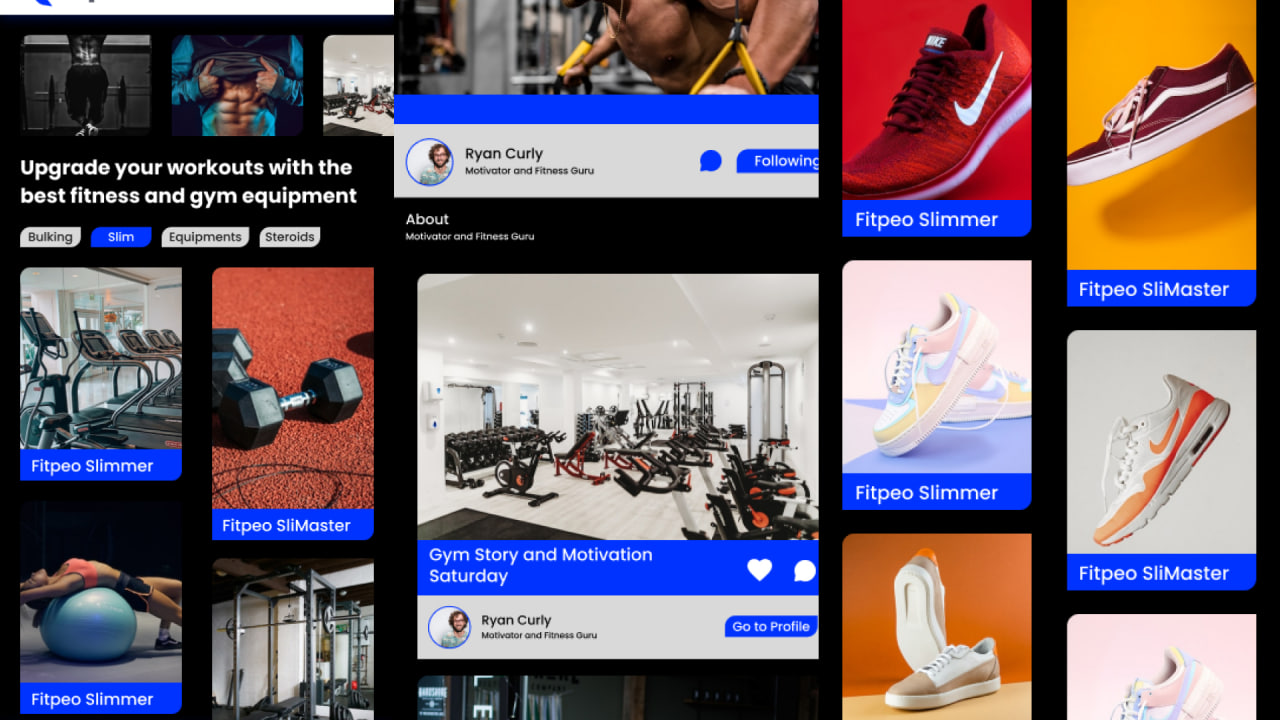 Upgrade your workouts with the
best fitness and gym equipment
Bulking
Slim
Equipments
Steroids
Fitpeo Slimmer
Fitpeo SliMaster
Fitpeo Slimmer
Ryan Curly
Motivator and Fitness Guru
Following
About
Motivator and Fitness Guru
Gym Story and Motivation
Saturday
Ryan Curly
Motivator and Fitness Guru
Go to Profile
NIKE
Fitpeo Slimmer
Fitpeo SliMaster
Fitpeo Slimmer
Fitpeo SliMaster